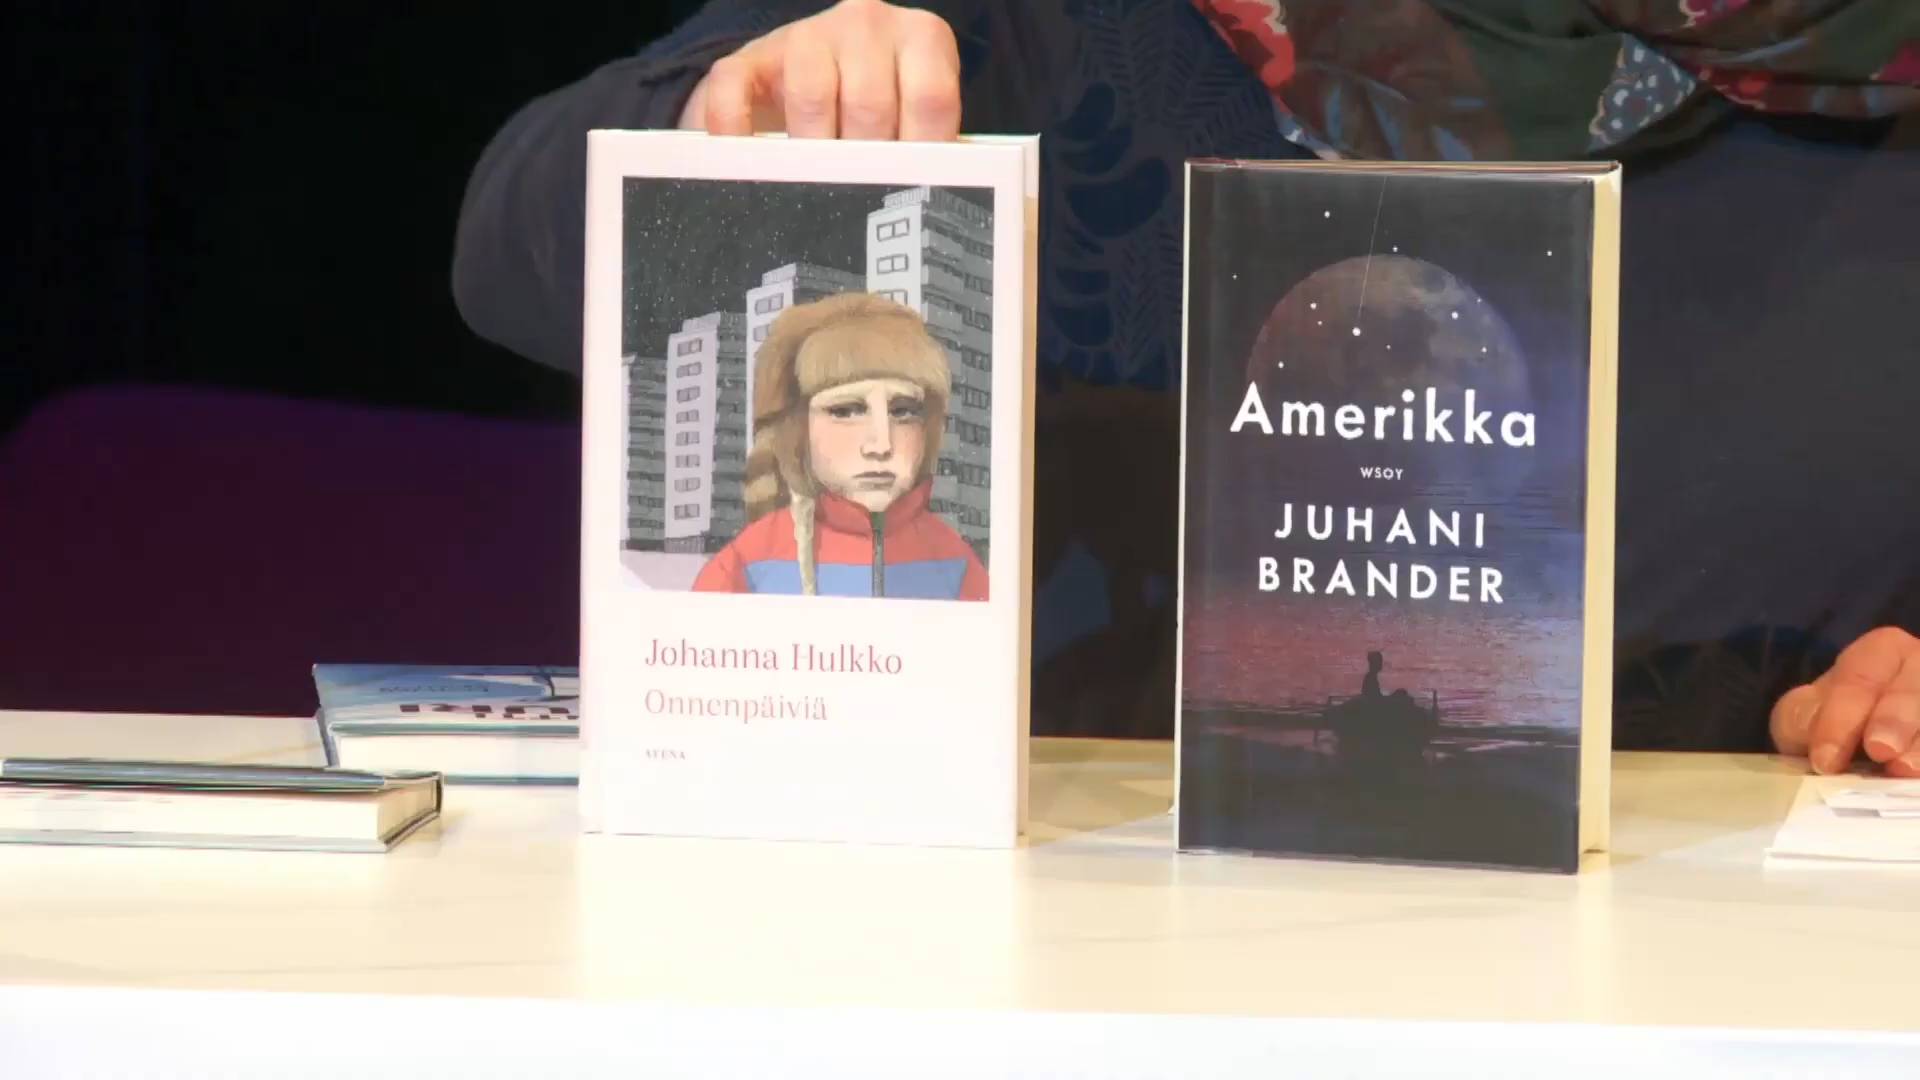 Johanna Hulkko
Onnenpäiviä
ATENA
Amerikka
WSOY
JUHANI
BRANDER